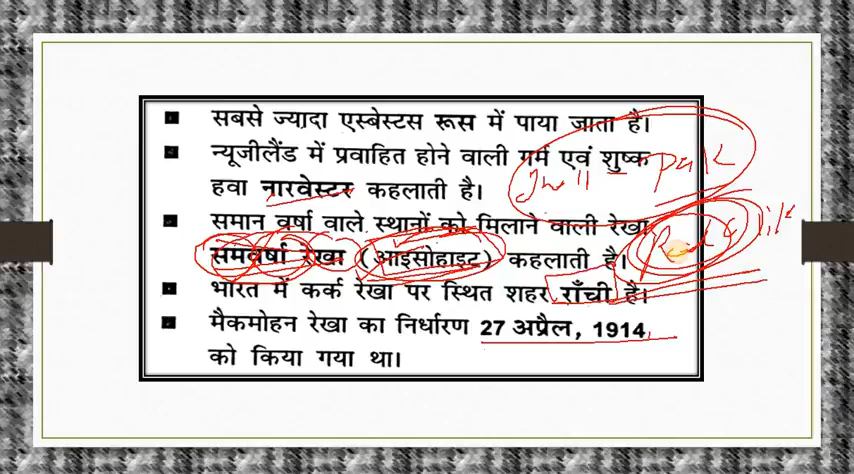 सबसे ज्यादा एस्बेस्टस रूस में पाया जाता है।
न्यूजीलैंड में प्रवाहित होने वाली गर्म एवं शुष्क
हवा नारवेस्टर कहलाती है।
समान वर्षा वाले स्थानों को मिलाने वाली रेखा
समवर्षा रेखा (आइसोहाइट) कहलाती है।
भारत में कर्क रेखा पर स्थित शहर राँची है।
मैकमोहन रेखा का निर्धारण 27 अप्रैल, 1914
को किया गया था।